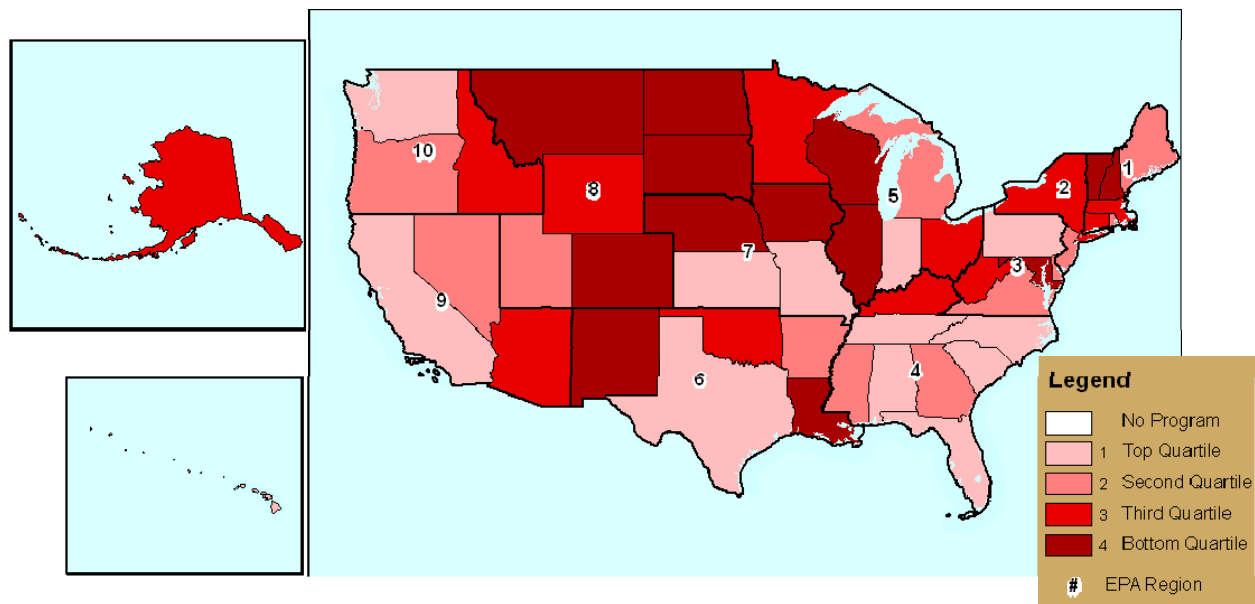 10
8
9
7
6
5
4
3
2
1
Legend
No Program
1 Top Quartile
2 Second Quartile
3 Third Quartile
4 Bottom Quartile
# EPA Region